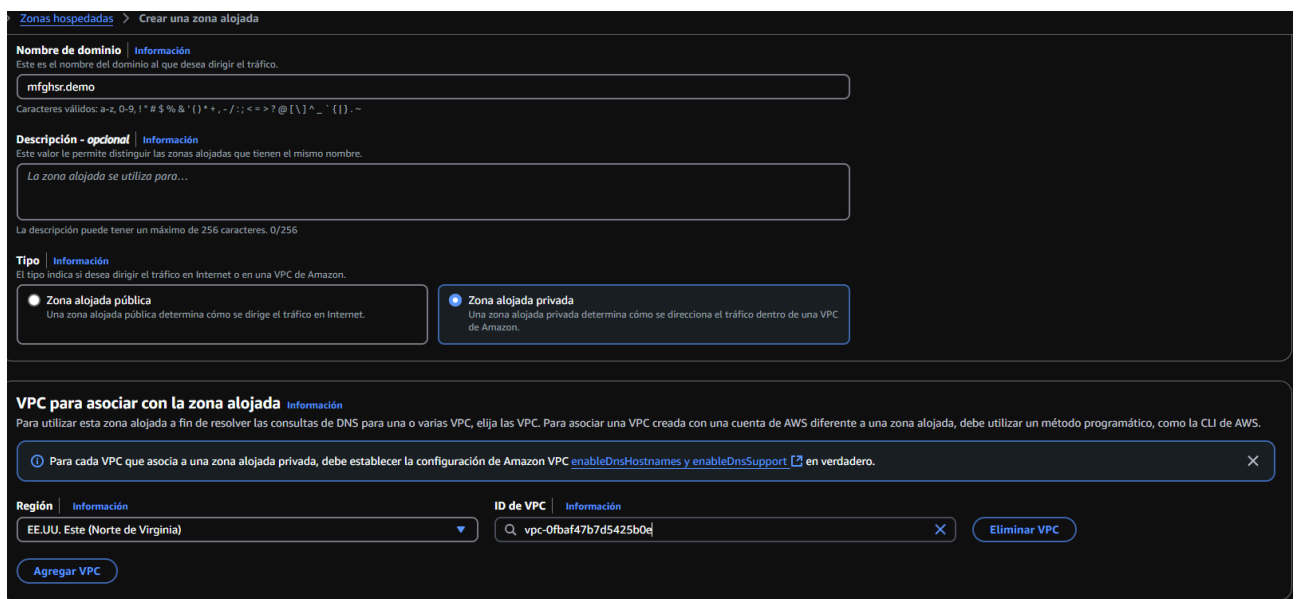 Zonas hospedadas > Crear una zona alojada
Nombre de dominio | Información
Este es el nombre del dominio al que desea dirigir el tráfico.
mfghsr.demo
Caracteres válidos: a-z, 0-9, ! " # $ % & ' ( ) * + , - / : ; < = > ? @ [ \ ] ^ _ ` { | } . ~
Descripción - opcional | Información
Este valor le permite distinguir las zonas alojadas que tienen el mismo nombre.
La zona alojada se utiliza para...
La descripción puede tener un máximo de 256 caracteres. 0/256
Tipo | Información
El tipo indica si desea dirigir el tráfico en Internet o en una VPC de Amazon.
Zona alojada pública
Una zona alojada pública determina cómo se dirige el tráfico en Internet.
Zona alojada privada
Una zona alojada privada determina cómo se direcciona el tráfico dentro de una VPC
de Amazon.
VPC para asociar con la zona alojada Información
Para utilizar esta zona alojada a fin de resolver las consultas de DNS para una o varias VPC, elija las VPC. Para asociar una VPC creada con una cuenta de AWS diferente a una zona alojada, debe utilizar un método programático, como la CLI de AWS.
Para cada VPC que asocia a una zona alojada privada, debe establecer la configuración de Amazon VPC enableDnsHostnames y enableDnsSupport en verdadero.
Región | Información
EE.UU. Este (Norte de Virginia)
ID de VPC | Información
vpc-0fbaf47b7d5425b0e
Eliminar VPC
Agregar VPC